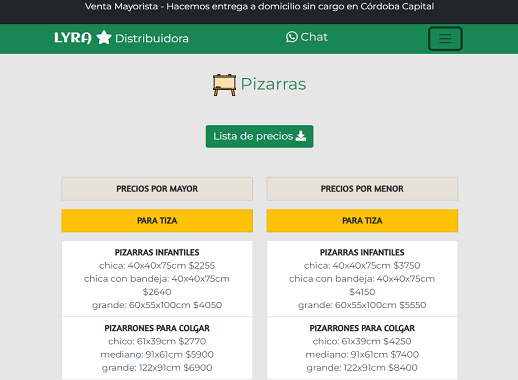 Venta Mayorista - Hacemos entrega a domicilio sin cargo en Córdoba Capital
LYRA Distribuidora
Chat
Pizarras
Lista de precios
PRECIOS POR MAYOR
PARA TIZA
PIZARRAS INFANTILES
chica: 40x40x75cm $2255
chica con bandeja: 40x40x75cm
$2640
grande: 60x55x100cm $4050
PIZARRONES PARA COLGAR
chico: 61x39cm $2770
mediano: 91x61cm $5900
grande: 122x91cm $6900
PRECIOS POR MENOR
PARA TIZA
PIZARRAS INFANTILES
chica: 40x40x75cm $3750
chica con bandeja: 40x40x75cm
$4150
grande: 60x55x100cm $5550
PIZARRONES PARA COLGAR
chico: 61x39cm $4250
mediano: 91x61cm $7400
grande: 122x91cm $8400